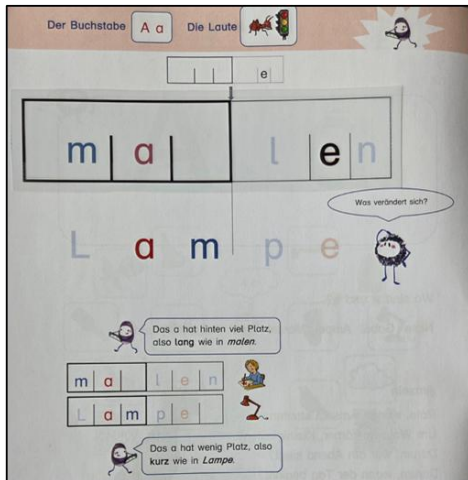 Der Buchstabe A a Die Laute
e
m a l e n
Was verändert sich?
L a m p e
Das a hat hinten viel Platz,
also lang wie in malen.
m a l e n
L a m p e
Das a hat wenig Platz, also
kurz wie in Lampe.